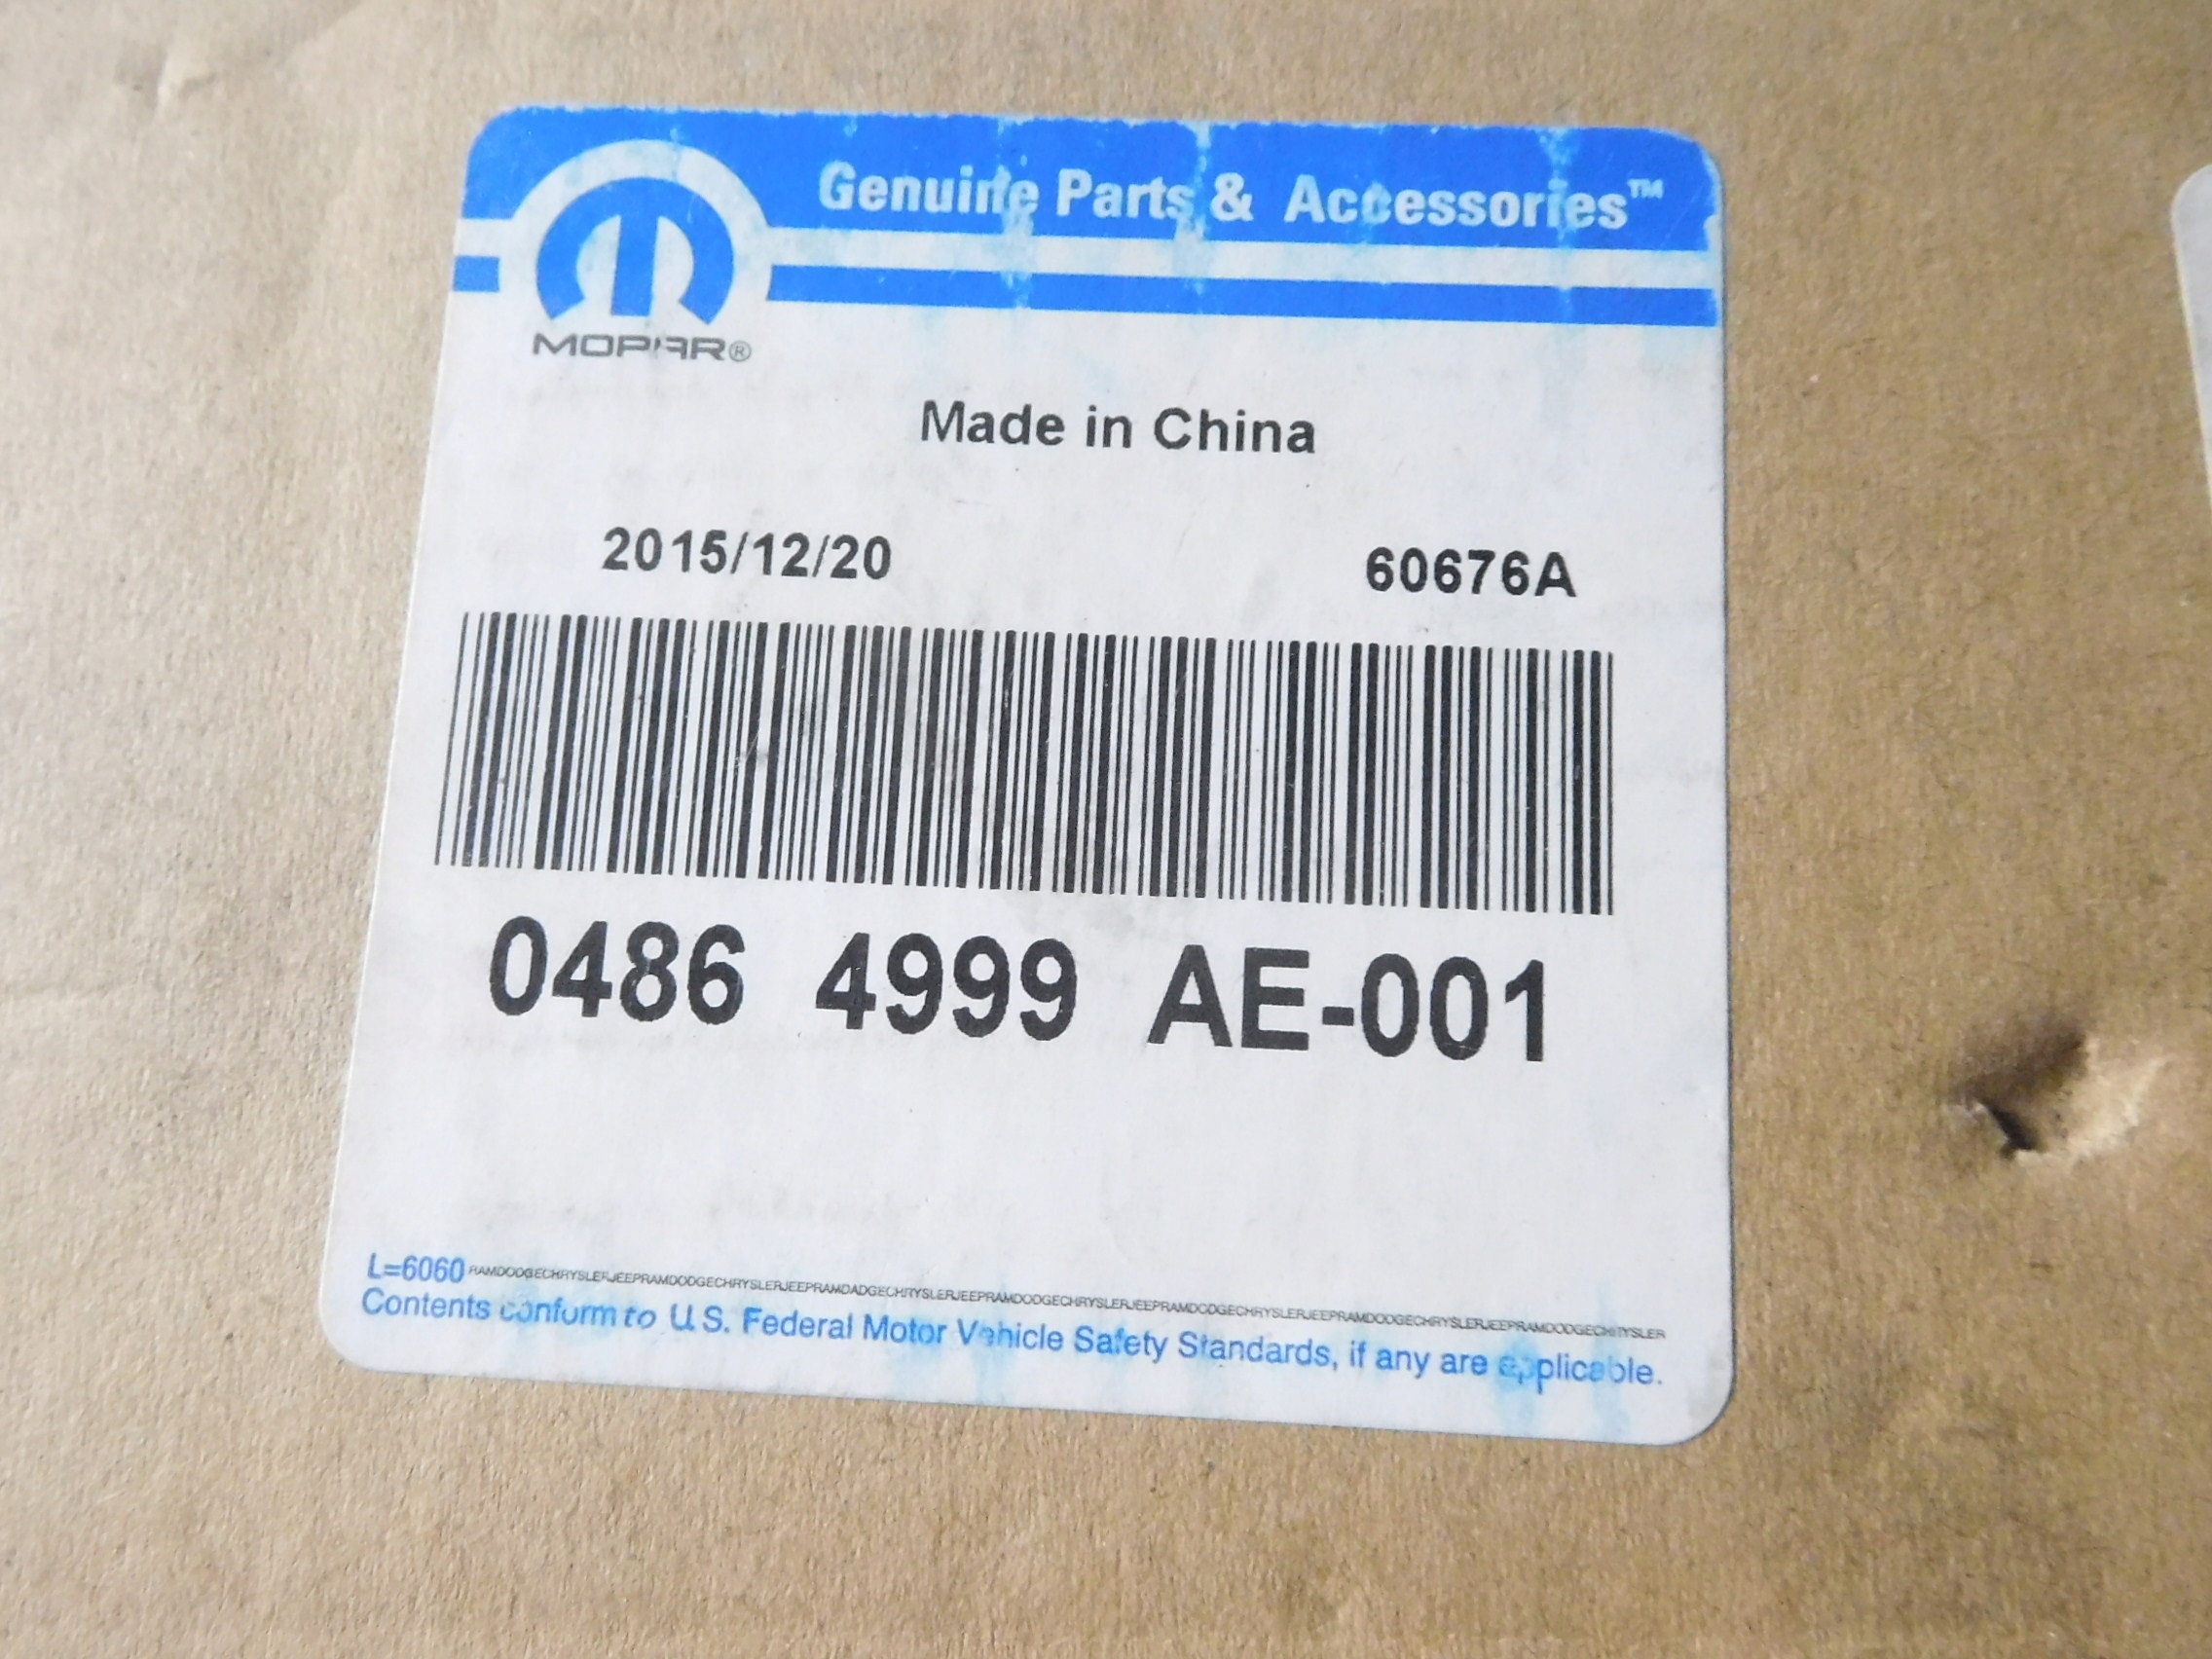 Genuine Parts & Accessories™
MOPAR®
Made in China
2015/12/20 60676A
0486 4999 AE-001
L=6060 RAMDODGECHRYSLERJEEPRAMDODGECHRYSLERJEEPRAMDADGECHRYSLERJEEPRAMDODGECHRYSLERJEEPRAMDODGECHRYSLERJEEPRAMDODGECHRYSLERJEEPRAMDODGECHRYSLER
Contents conform to U.S. Federal Motor Vehicle Safety Standards, if any are applicable.